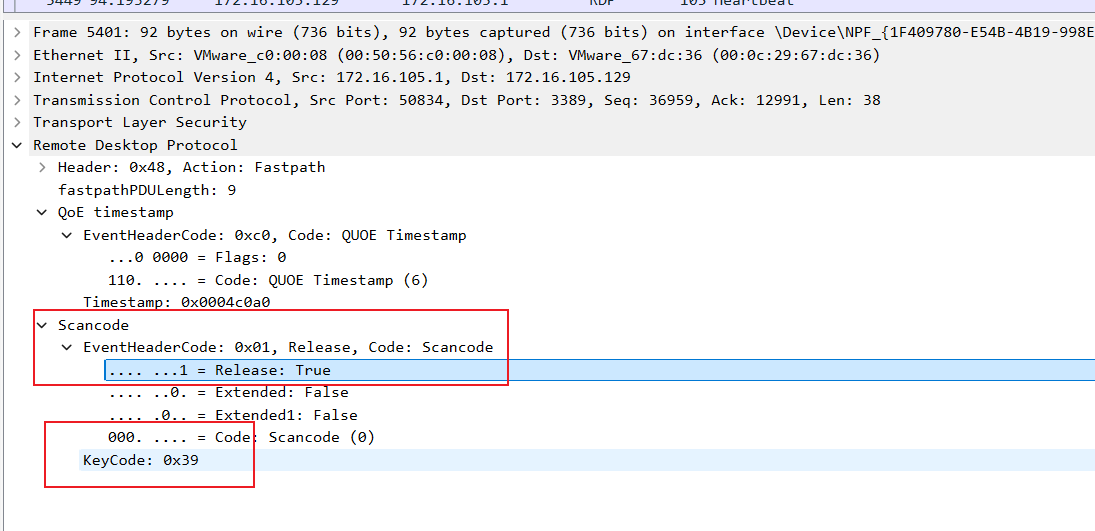 5449 94.193279 172.16.105.129 172.16.105.1 RDP 105 Heartbeat
Frame 5401: 92 bytes on wire (736 bits), 92 bytes captured (736 bits) on interface \Device\NPF_{1F409780-E54B-4B19-998E
Ethernet II, Src: VMware_c0:00:08 (00:50:56:c0:00:08), Dst: VMware_67:dc:36 (00:0c:29:67:dc:36)
Internet Protocol Version 4, Src: 172.16.105.1, Dst: 172.16.105.129
Transmission Control Protocol, Src Port: 50834, Dst Port: 3389, Seq: 36959, Ack: 12991, Len: 38
Transport Layer Security
Remote Desktop Protocol
Header: 0x48, Action: Fastpath
fastpathPDULength: 9
QoE timestamp
EventHeaderCode: 0xc0, Code: QUOE Timestamp
...0 0000 = Flags: 0
110. .... = Code: QUOE Timestamp (6)
Timestamp: 0x0004c0a0
Scancode
EventHeaderCode: 0x01, Release, Code: Scancode
.... ...1 = Release: True
.... ..0. = Extended: False
.... .0.. = Extended1: False
000. .... = Code: Scancode (0)
KeyCode: 0x39